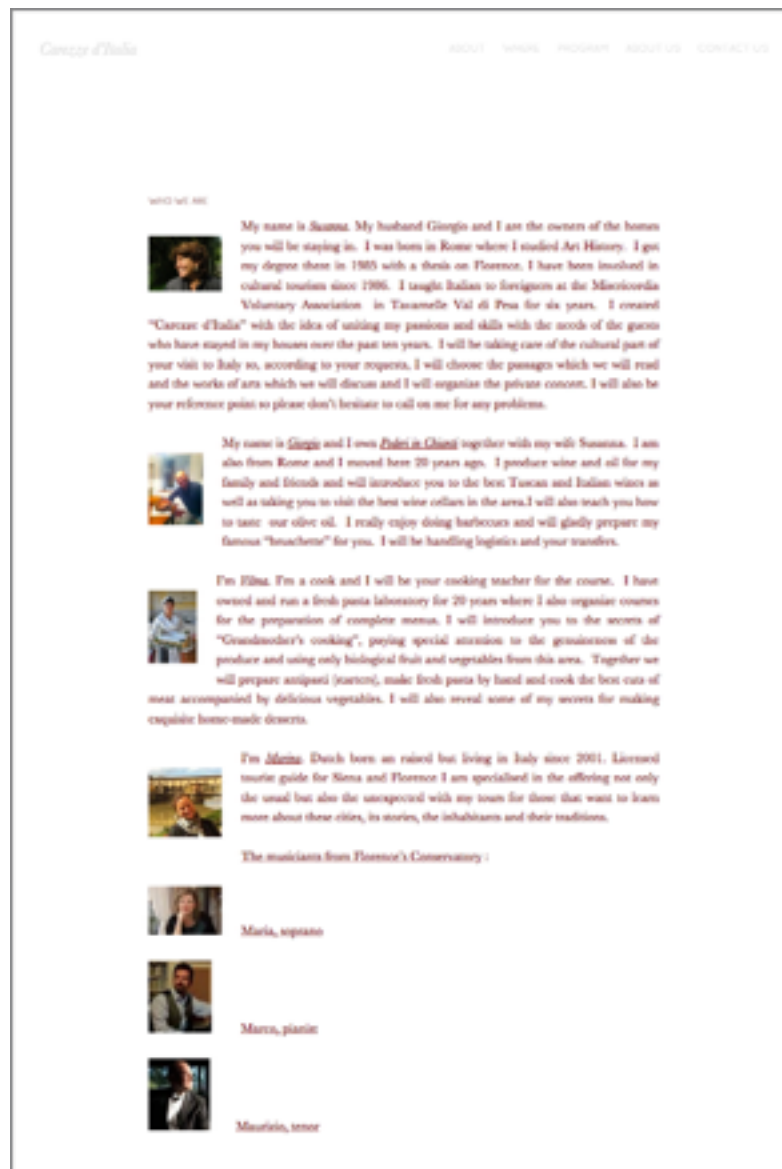 Carezze d'Italia
ABOUT WHERE PROGRAM ABOUT US CONTACT US
WHO WE ARE
My name is Susanna. My husband Giorgio and I are the owners of the homes
you will be staying in. I was born in Rome where I studied Art History. I got
my degree there in 1985 with a thesis on Florence. I have been involved in
cultural tourism since 1986. I taught Italian to foreigners at the Misericordia
Voluntary Association in Tavarnelle Val di Pesa for six years. I created
“Carezze d'Italia” with the idea of uniting my passions and skills with the needs of the guests
who have stayed in my houses over the past ten years. I will be taking care of the cultural part of
your visit to Italy so, according to your requests, I will choose the passages which we will read
and the works of arts which we will discuss and I will organize the private concert. I will also be
your reference point so please don't hesitate to call on me for any problems.
My name is Giorgio and I own Poderi in Chianti together with my wife Susanna. I am
also from Rome and I moved here 20 years ago. I produce wine and oil for my
family and friends and will introduce you to the best Tuscan and Italian wines as
well as taking you to visit the best wine cellars in the area.I will also teach you how
to taste our olive oil. I really enjoy doing barbecues and will gladly prepare my
famous “bruschette” for you. I will be handling logistics and your transfers.
I'm Vilma. I'm a cook and I will be your cooking teacher for the course. I have
owned and run a fresh pasta laboratory for 20 years where I also organize courses
for the preparation of complete menus. I will introduce you to the secrets of
“Grandmother's cooking”, paying special attention to the genuineness of the
produce and using only biological fruit and vegetables from this area. Together we
will prepare antipasti (starters), make fresh pasta by hand and cook the best cuts of
meat accompanied by delicious vegetables. I will also reveal some of my secrets for making
exquisite home-made desserts.
I'm Marina. Dutch born an raised but living in Italy since 2001. Licensed
tourist guide for Siena and Florence I am specialised in the offering not only
the usual but also the unexpected with my tours for those that want to learn
more about these cities, its stories, the inhabitants and their traditions.
The musicians from Florence's Conservatory :
Maria, soprano
Marco, pianist
Maurizio, tenor